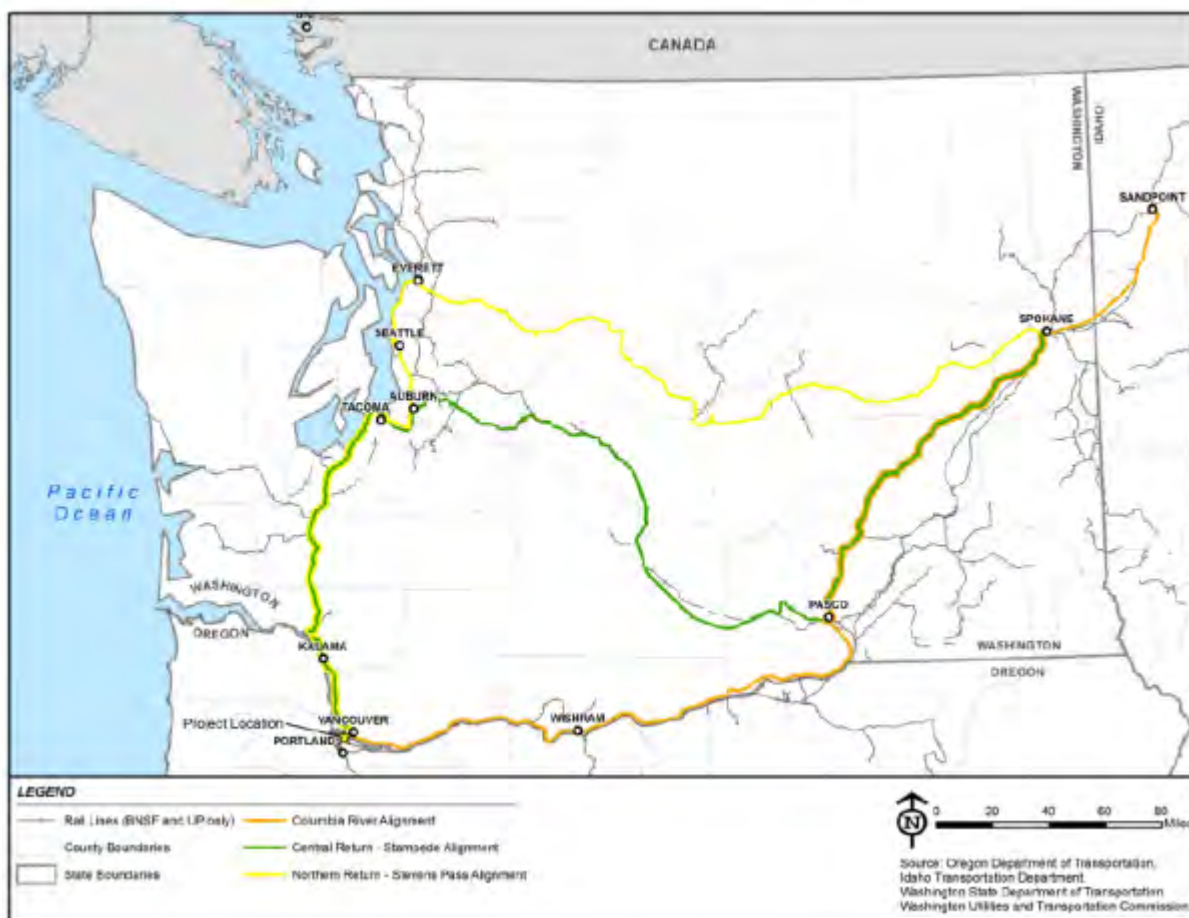 CANADA
WASHINGTON
IDAHO
SANDPOINT
EVERETT
SPOKANE
SEATTLE
AUBURN
TACOMA
Pacific
Ocean
WASHINGTON
OREGON
PASCO
KALAMA
WASHINGTON
OREGON
Project Location
VANCOUVER
WISHRAM
PORTLAND
LEGEND
Rail Lines (BNSF and UP only)
County Boundaries
State Boundaries
Columbia River Alignment
Central Return - Stampede Alignment
Northern Return - Stevens Pass Alignment
N
0 20 40 60 80
Miles
Source: Oregon Department of Transportation,
Idaho Transportation Department
Washington State Department of Transportation
Washington Utilities and Transportation Commission